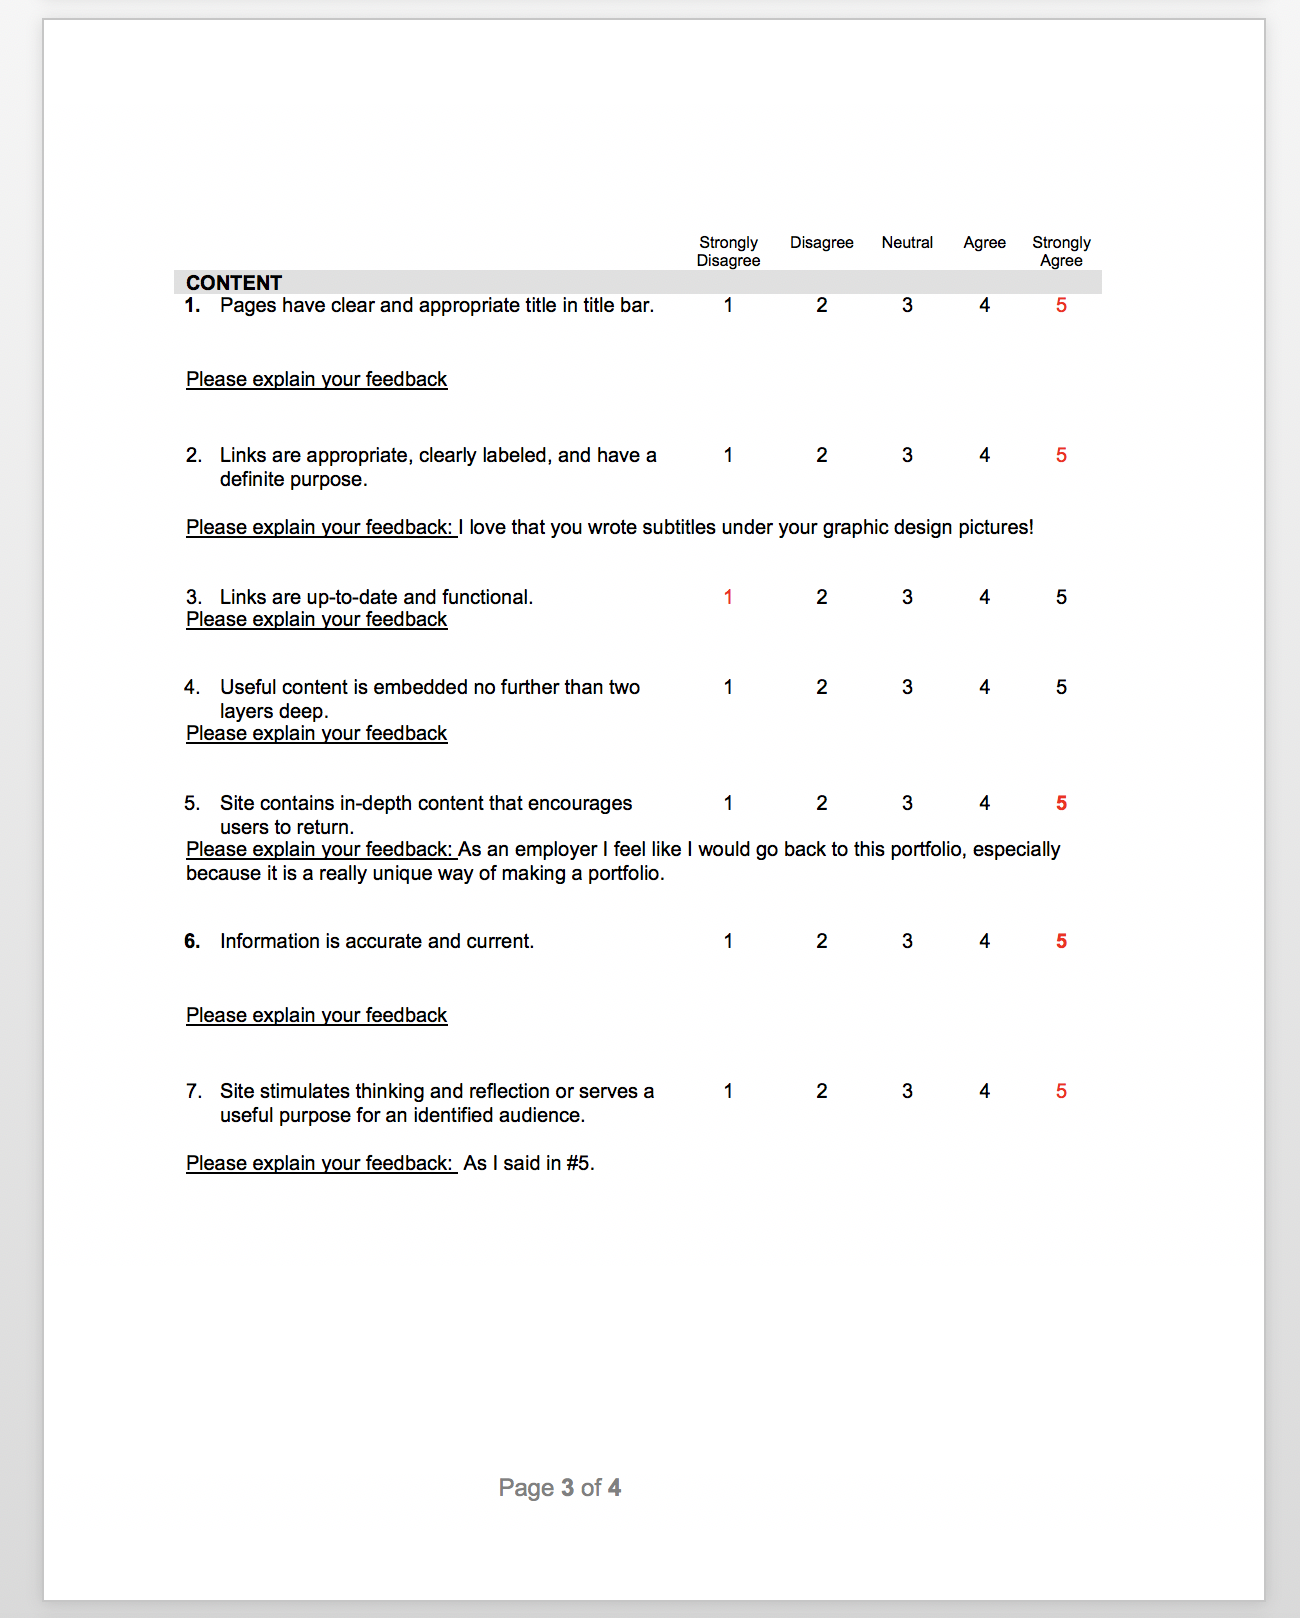 Strongly Disagree Disagree Neutral Agree Strongly Agree
CONTENT
1. Pages have clear and appropriate title in title bar. 1 2 3 4 5
Please explain your feedback
2. Links are appropriate, clearly labeled, and have a 1 2 3 4 5
definite purpose.
Please explain your feedback: I love that you wrote subtitles under your graphic design pictures!
3. Links are up-to-date and functional. 1 2 3 4 5
Please explain your feedback
4. Useful content is embedded no further than two 1 2 3 4 5
layers deep.
Please explain your feedback
5. Site contains in-depth content that encourages 1 2 3 4 5
users to return.
Please explain your feedback: As an employer I feel like I would go back to this portfolio, especially
because it is a really unique way of making a portfolio.
6. Information is accurate and current. 1 2 3 4 5
Please explain your feedback
7. Site stimulates thinking and reflection or serves a 1 2 3 4 5
useful purpose for an identified audience.
Please explain your feedback: As I said in #5.
Page 3 of 4